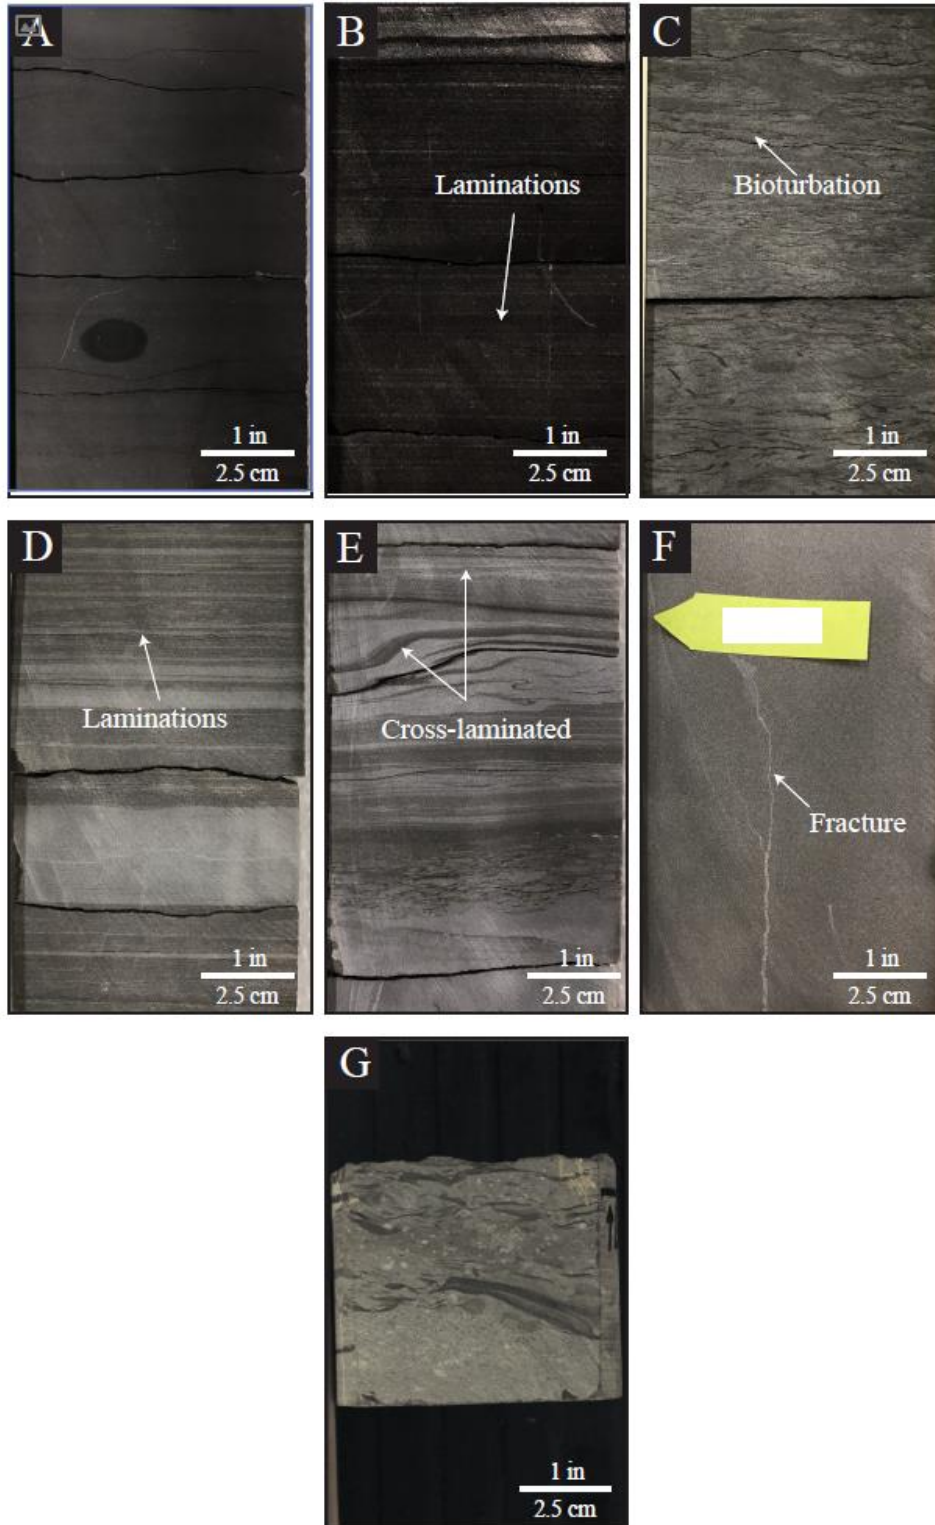 A
B
Laminations
C
Bioturbation
1 in
2.5 cm
1 in
2.5 cm
1 in
2.5 cm
D
Laminations
E
Cross-laminated
F
Fracture
1 in
2.5 cm
1 in
2.5 cm
1 in
2.5 cm
G
1 in
2.5 cm